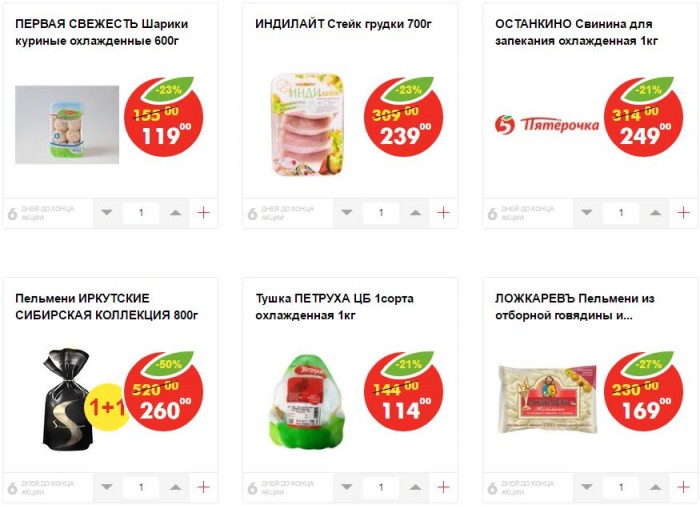 ПЕРВАЯ СВЕЖЕСТЬ Шарики
куриные охлажденные 600г
-23%
155 00
119 00
6 ДНЕЙ ДО КОНЦА
АКЦИИ
1
+
ИНДИЛАЙТ Стейк грудки 700г
ИНДИлайт
-23%
309 00
239 00
6 ДНЕЙ ДО КОНЦА
АКЦИИ
1
+
ОСТАНКИНО Свинина для
запекания охлажденная 1кг
5 Пятёрочка
-21%
314 00
249 00
6 ДНЕЙ ДО КОНЦА
АКЦИИ
1
+
Пельмени ИРКУТСКИЕ
СИБИРСКАЯ КОЛЛЕКЦИЯ 800г
1+1
-50%
520 00
260 00
6 ДНЕЙ ДО КОНЦА
АКЦИИ
1
+
Тушка ПЕТРУХА ЦБ 1сорта
охлажденная 1кг
-21%
144 00
114 00
6 ДНЕЙ ДО КОНЦА
АКЦИИ
1
+
ЛОЖКАРЕВЪ Пельмени из
отборной говядины и...
-27%
230 00
169 00
6 ДНЕЙ ДО КОНЦА
АКЦИИ
1
+